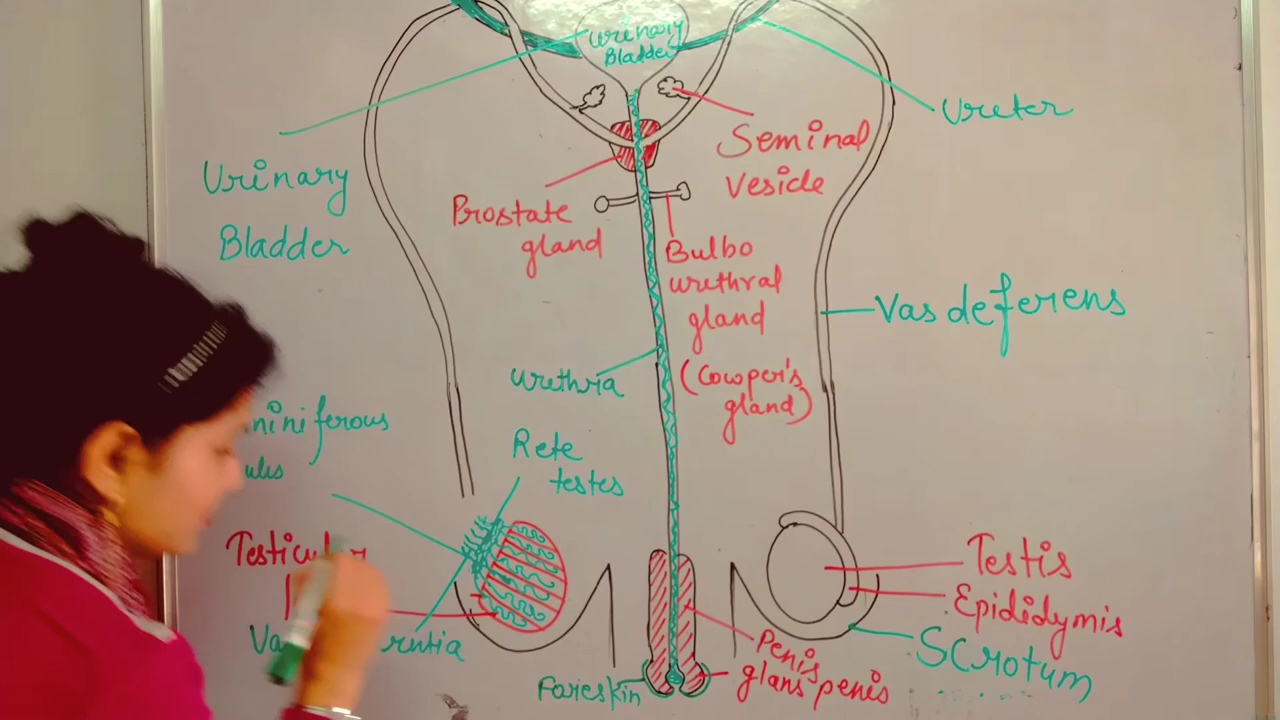 Urinary
Bladder
Ureter
Seminal
Vesicle
Urinary
Bladder
Prostate
gland
Bulbo
urethral
gland
(Cowper's
gland)
Vas deferens
Urethra
Rete
testes
Testis
Epididymis
Scrotum
Penis
glans penis
Foreskin